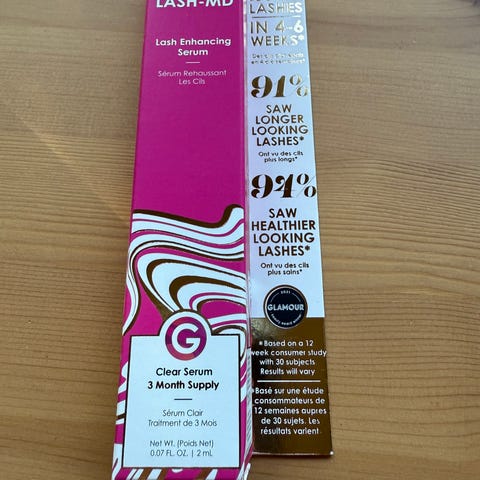 LASH-MD
Lash Enhancing
Serum
Sérum Rehaussant
Les Cils
G
Clear Serum
3 Month Supply
Sérum Clair
Traitment de 3 Mois
Net Wt. (Poids Net)
0.07 FL. OZ. | 2 mL
LASHES
IN 4-6
WEEKS*
91%
SAW
LONGER
LOOKING
LASHES*
Ont vu des cils
plus longs*
94%
SAW
HEALTHIER
LOOKING
LASHES*
Ont vu des cils
plus sains*
2021
GLAMOUR
*Based on a 12
week consumer study
with 30 subjects
Results will vary
*Basé sur une étude
consommateurs de
12 semaines aupres
de 30 sujets. Les
résultats varient